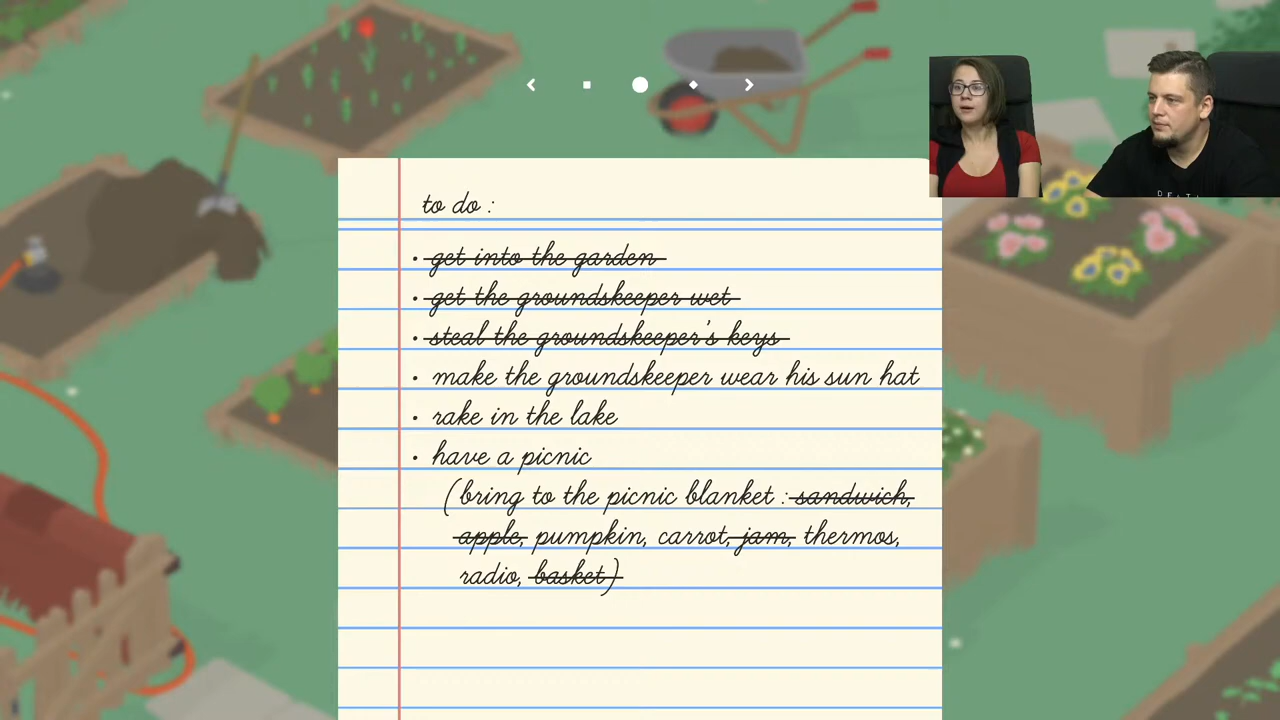 to do :
• get into the garden
• get the groundskeeper wet
• steal the groundskeeper's keys
• make the groundskeeper wear his sun hat
• rake in the lake
• have a picnic
(bring to the picnic blanket : sandwich,
apple, pumpkin, carrot, jam, thermos,
radio, basket)